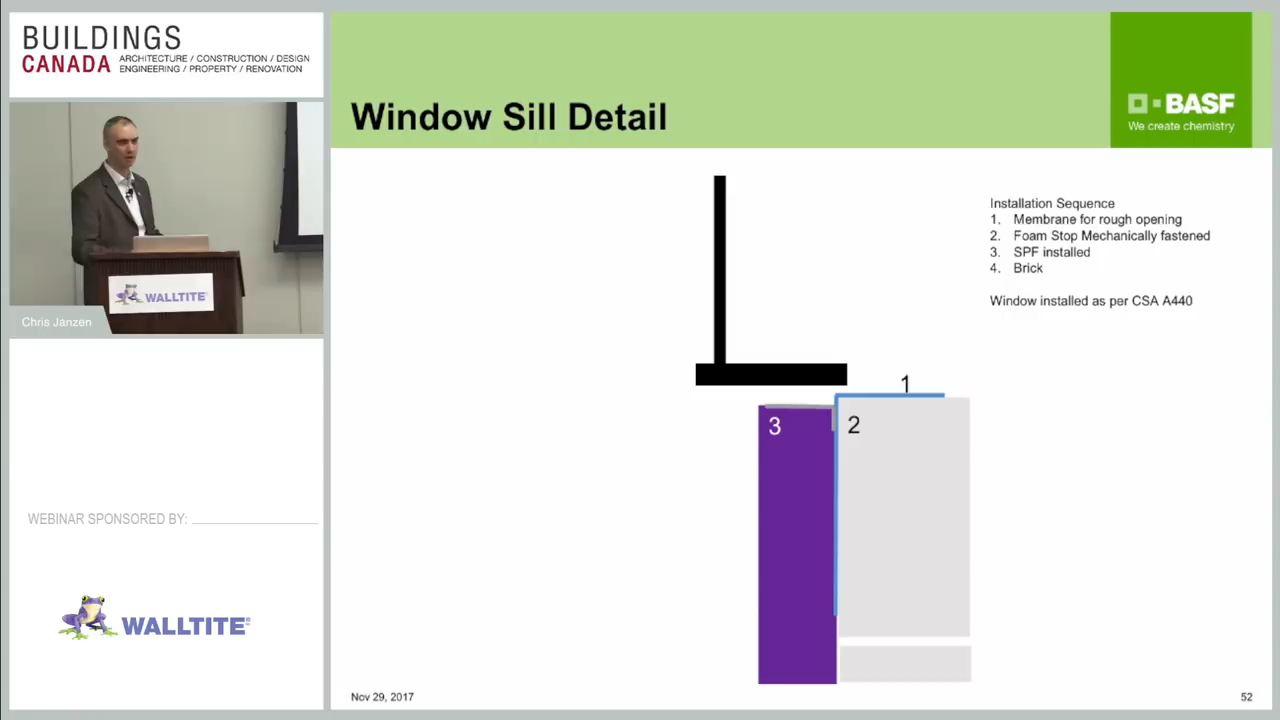 BUILDINGS
CANADA ARCHITECTURE / CONSTRUCTION / DESIGN
ENGINEERING / PROPERTY / RENOVATION
WALLTITE
Chris Janzen
WEBINAR SPONSORED BY:
WALLTITE®
Window Sill Detail
BASF
We create chemistry
Installation Sequence
1. Membrane for rough opening
2. Foam Stop Mechanically fastened
3. SPF installed
4. Brick
Window installed as per CSA A440
1
3
2
Nov 29, 2017
52